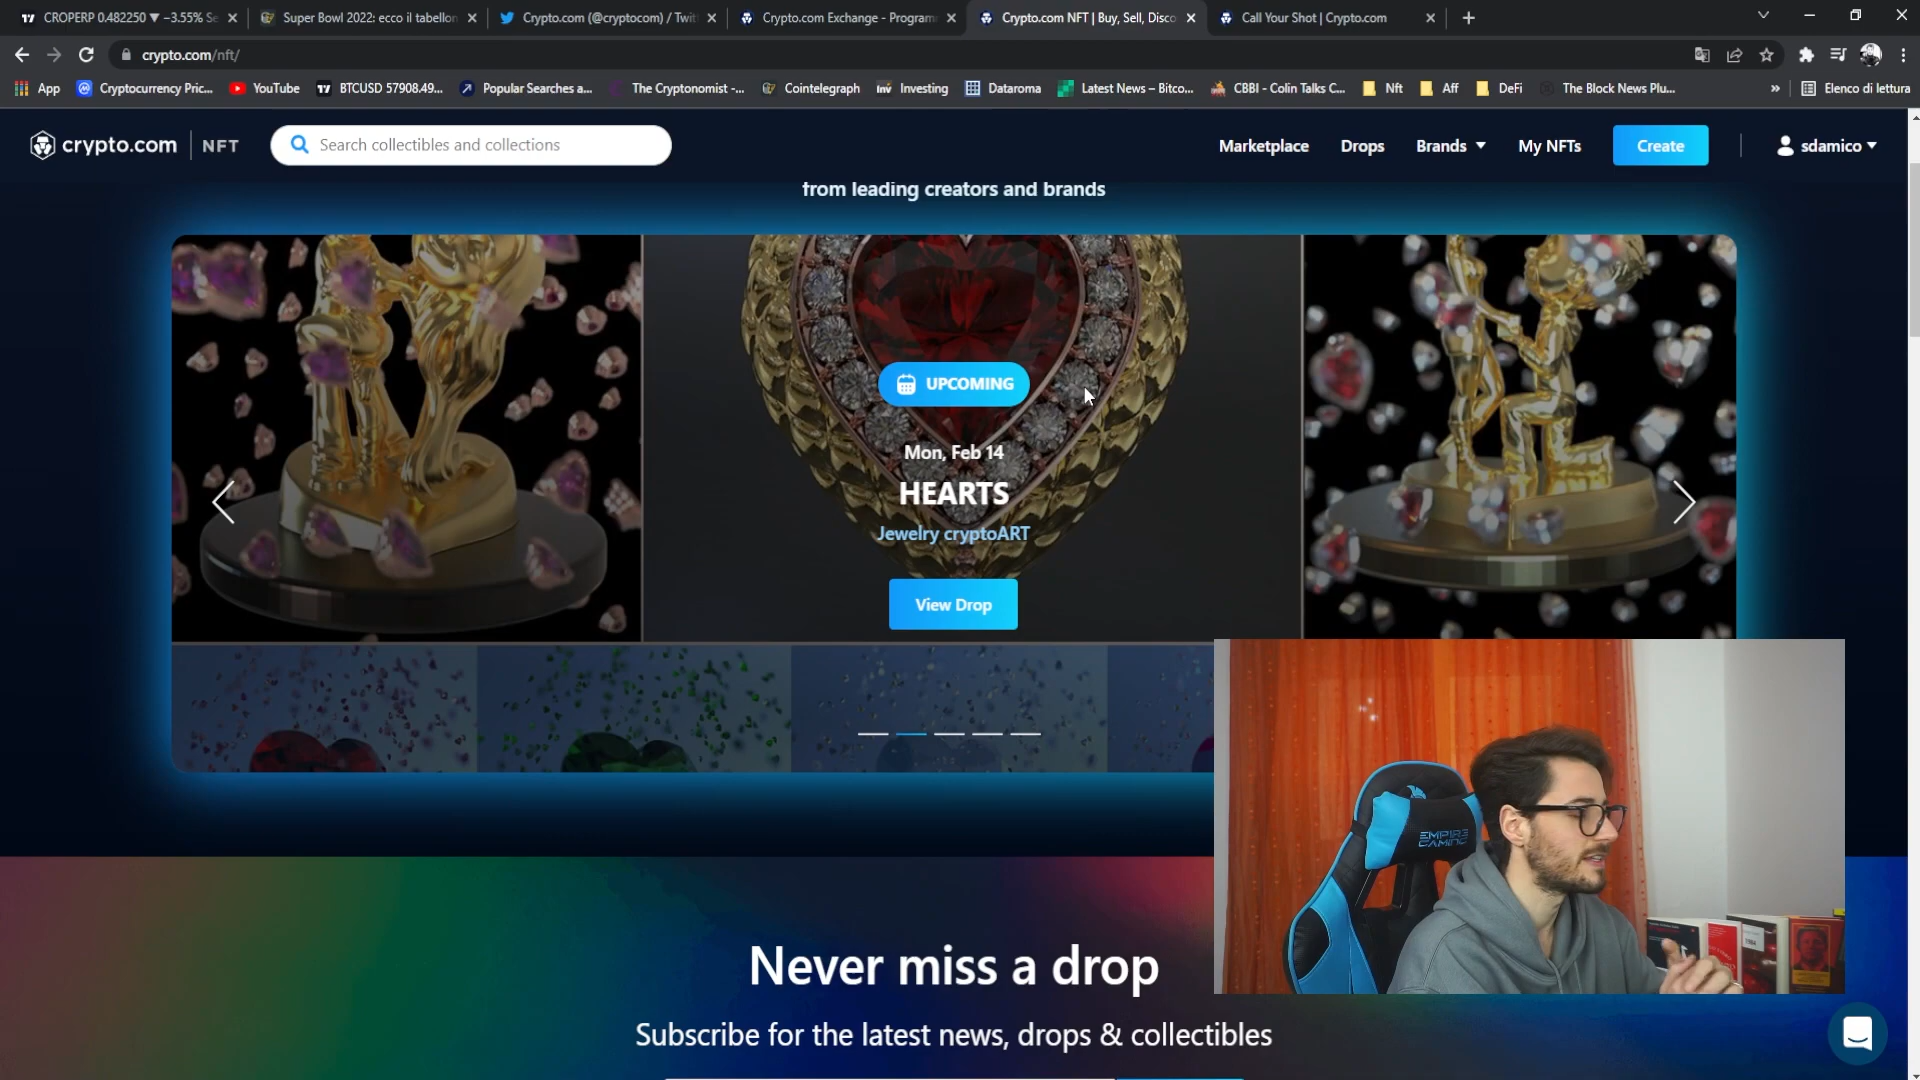 CROPERP 0.482250 ▼ −3.55% Se
Super Bowl 2022: ecco il tabellon
Crypto.com (@cryptocom) / Twit
Crypto.com Exchange - Program
Crypto.com NFT | Buy, Sell, Disco
Call Your Shot | Crypto.com
crypto.com/nft/
App
Cryptocurrency Pric...
YouTube
BTCUSD 57908.49...
Popular Searches a...
The Cryptonomist -...
Cointelegraph
Investing
Dataroma
Latest News – Bitco...
CBBI - Colin Talks C...
Nft
Aff
DeFi
The Block News Plu...
»
Elenco di lettura
crypto.com | NFT
Search collectibles and collections
Marketplace
Drops
Brands
My NFTs
Create
sdamico
from leading creators and brands
UPCOMING
Mon, Feb 14
HEARTS
Jewelry cryptoART
View Drop
EMPIRE
GAMING
Never miss a drop
Subscribe for the latest news, drops & collectibles